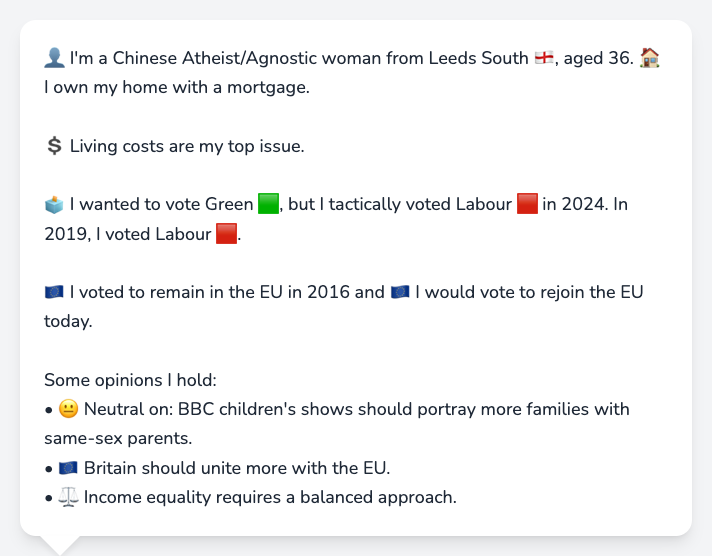 👤 I'm a Chinese Atheist/Agnostic woman from Leeds South 🏴󠁧󠁢󠁥󠁮󠁧󠁿, aged 36. 🏠
I own my home with a mortgage.
💲 Living costs are my top issue.
🗳️ I wanted to vote Green 🟩, but I tactically voted Labour 🟥 in 2024. In
2019, I voted Labour 🟥.
🇪🇺 I voted to remain in the EU in 2016 and 🇪🇺 I would vote to rejoin the EU
today.
Some opinions I hold:
• 😐 Neutral on: BBC children's shows should portray more families with
same-sex parents.
• 🇪🇺 Britain should unite more with the EU.
• ⚖️ Income equality requires a balanced approach.